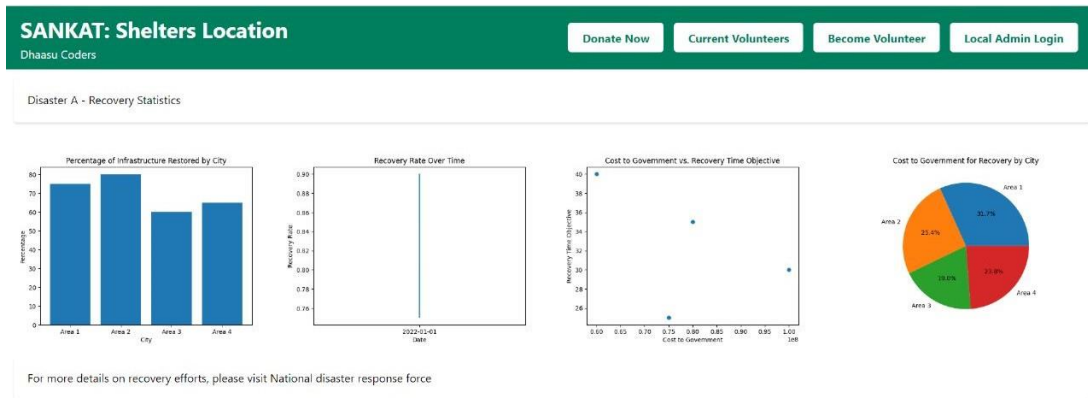 SANKAT: Shelters Location
Dhaasu Coders
Donate Now
Current Volunteers
Become Volunteer
Local Admin Login
Disaster A - Recovery Statistics
Percentage of Infrastructure Restored by City
Percentage
80
70
60
50
40
30
20
10
0
Area 1 Area 2 Area 3 Area 4
City
Recovery Rate Over Time
Recovery Rate
0.90
0.88
0.86
0.84
0.82
0.80
0.78
0.76
2022-01-01
Date
Cost to Government vs. Recovery Time Objective
Recovery Time Objective
40
38
36
34
32
30
28
26
0.60 0.65 0.70 0.75 0.80 0.85 0.90 0.95 1.00
1e8
Cost to Government
Cost to Government for Recovery by City
Area 1
31.7%
Area 2
25.4%
Area 3
19.0%
Area 4
23.8%
For more details on recovery efforts, please visit National disaster response force